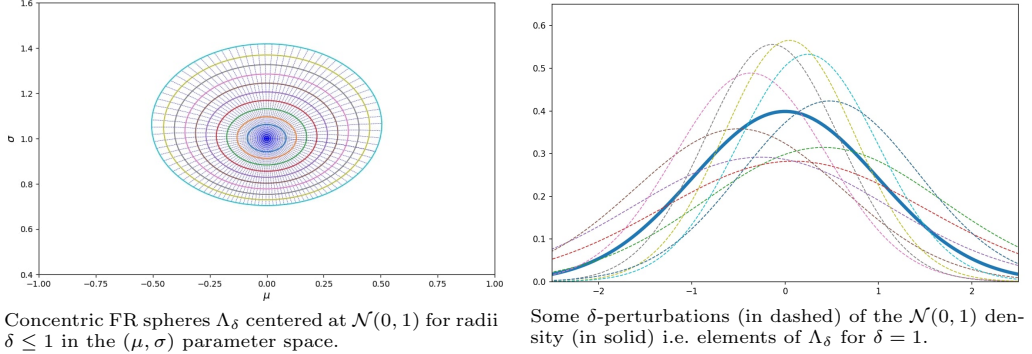 1.6
1.4
1.2
1.0
0.8
0.6
0.4
σ
−1.00 −0.75 −0.50 −0.25 0.00 0.25 0.50 0.75 1.00
μ
Concentric FR spheres Λδ centered at 𝒩(0, 1) for radii
δ ≤ 1 in the (μ, σ) parameter space.
0.6
0.5
0.4
0.3
0.2
0.1
0.0
−2 −1 0 1 2
Some δ-perturbations (in dashed) of the 𝒩(0, 1) den-
sity (in solid) i.e. elements of Λδ for δ = 1.